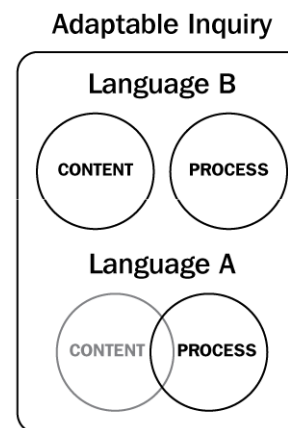 Adaptable Inquiry
Language B
CONTENT PROCESS
Language A
CONTENT PROCESS